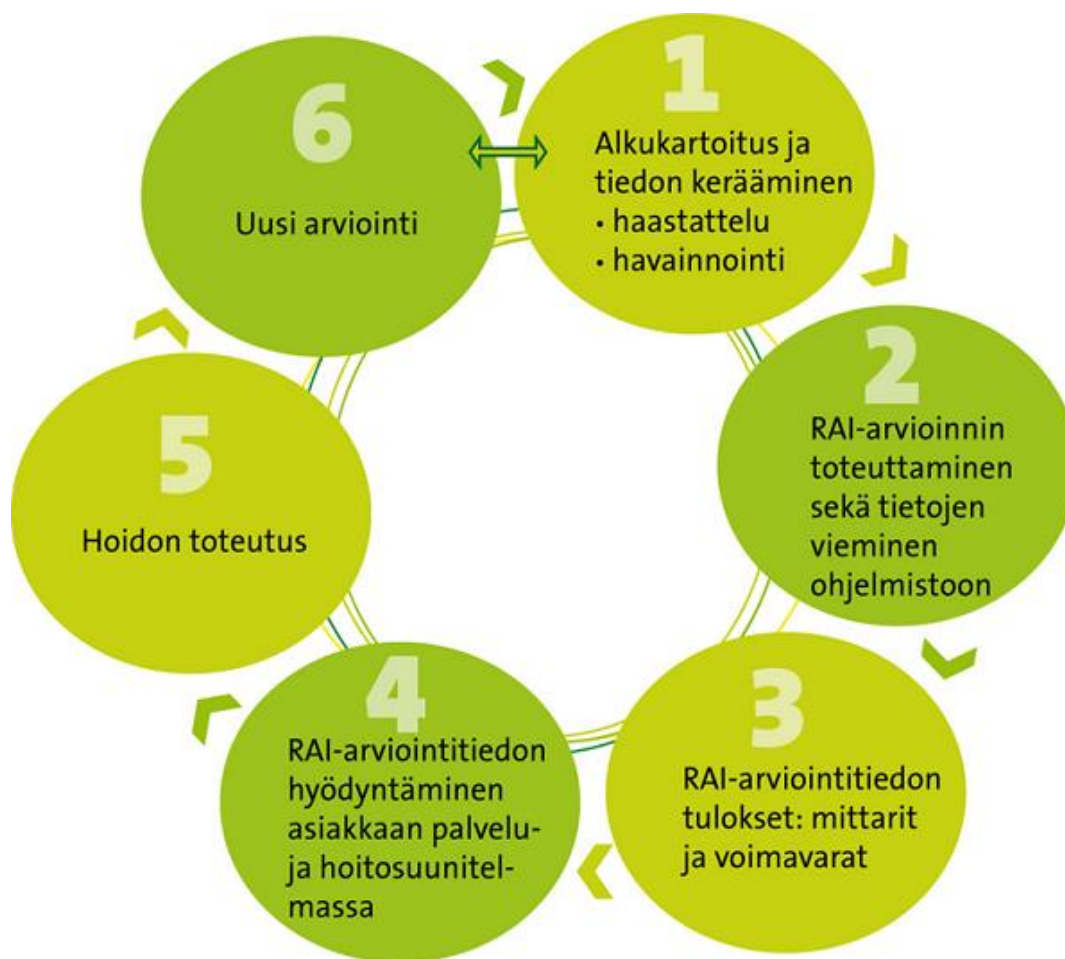 1
Alkukartoitus ja
tiedon kerääminen
• haastattelu
• havainnointi
2
RAI-arvioinnin
toteuttaminen
sekä tietojen
vieminen
ohjelmistoon
3
RAI-arviointitiedon
tulokset: mittarit
ja voimavarat
4
RAI-arviointitiedon
hyödyntäminen
asiakkaan palvelu-
ja hoitosuunitel-
massa
5
Hoidon toteutus
6
Uusi arviointi